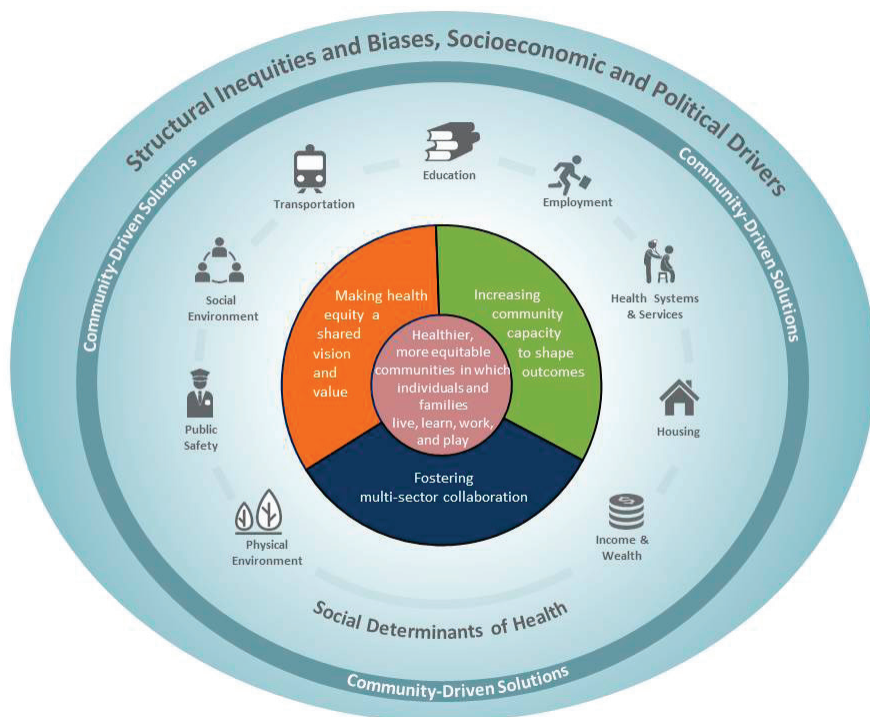 Structural Inequities and Biases, Socioeconomic and Political Drivers
Community-Driven Solutions
Community-Driven Solutions
Education
Transportation
Employment
Social
Environment
Health Systems
& Services
Public
Safety
Housing
Physical
Environment
Income &
Wealth
Making health
equity a
shared
vision
and
value
Increasing
community
capacity
to shape
outcomes
Healthier,
more equitable
communities in which
individuals and
families
live, learn, work,
and play
Fostering
multi-sector collaboration
Social Determinants of Health
Community-Driven Solutions